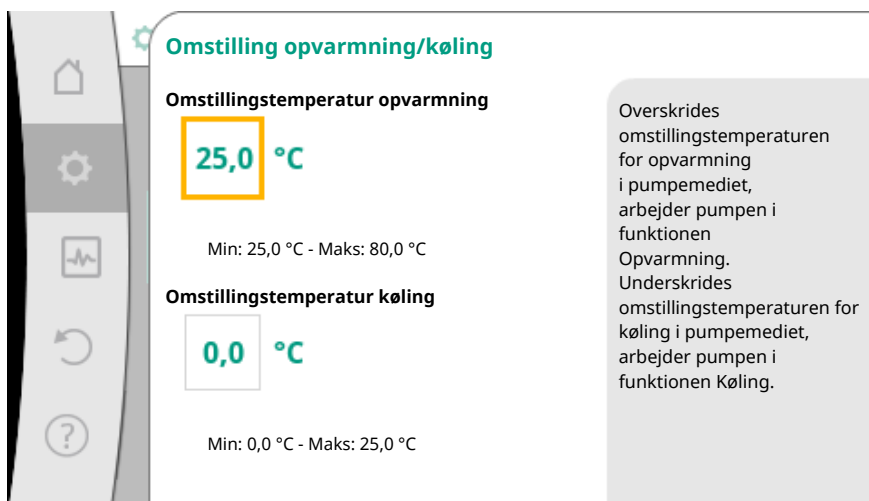 Omstilling opvarmning/køling
Omstillingstemperatur opvarmning
25,0 °C
Min: 25,0 °C - Maks: 80,0 °C
Omstillingstemperatur køling
0,0 °C
Min: 0,0 °C - Maks: 25,0 °C
Overskrides
omstillingstemperaturen
for opvarmning
i pumpemediet,
arbejder pumpen i
funktionen
Opvarmning.
Underskrides
omstillingstemperaturen for
køling i pumpemediet,
arbejder pumpen i
funktionen Køling.
?